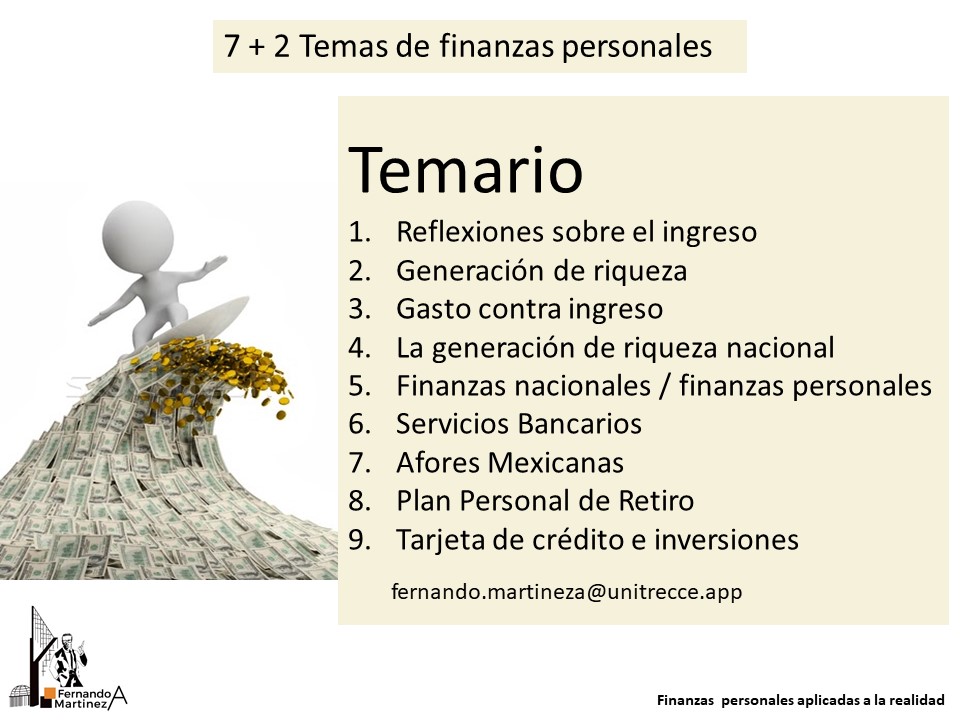 7 + 2 Temas de finanzas personales
Temario
1. Reflexiones sobre el ingreso
2. Generación de riqueza
3. Gasto contra ingreso
4. La generación de riqueza nacional
5. Finanzas nacionales / finanzas personales
6. Servicios Bancarios
7. Afores Mexicanas
8. Plan Personal de Retiro
9. Tarjeta de crédito e inversiones
fernando.martineza@unitrecce.app
Fernando A
Martinez
Finanzas personales aplicadas a la realidad